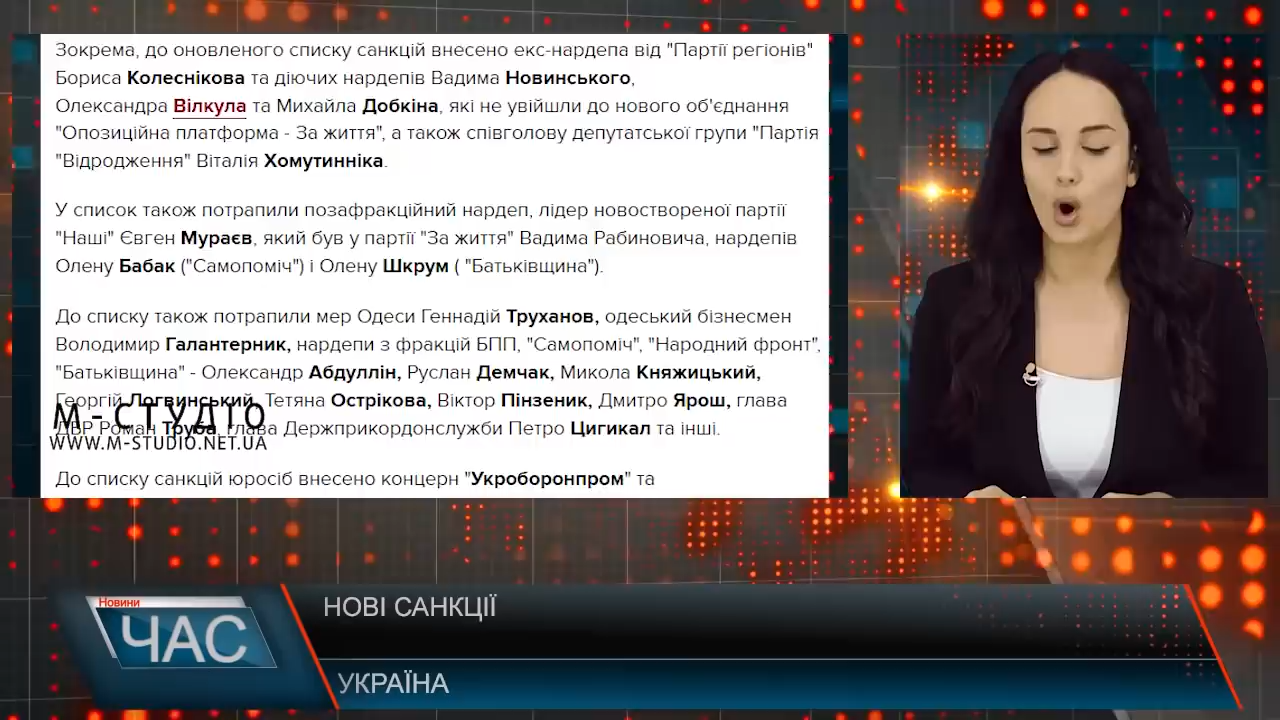 Зокрема, до оновленого списку санкцій внесено екс-нардепа від "Партії регіонів"
Бориса Колеснікова та діючих нардепів Вадима Новинського,
Олександра Вілкула та Михайла Добкіна, які не увійшли до нового об'єднання
"Опозиційна платформа - За життя", а також співголову депутатської групи "Партія
"Відродження" Віталія Хомутинніка.
У список також потрапили позафракційний нардеп, лідер новоствореної партії
"Наші" Євген Мураєв, який був у партії "За життя" Вадима Рабиновича, нардепів
Олену Бабак ("Самопоміч") і Олену Шкрум ( "Батьківщина").
До списку також потрапили мер Одеси Геннадій Труханов, одеський бізнесмен
Володимир Галантерник, нардепи з фракцій БПП, "Самопоміч", "Народний фронт",
"Батьківщина" - Олександр Абдуллін, Руслан Демчак, Микола Княжицький,
Георгій Логвинський, Тетяна Острікова, Віктор Пінзеник, Дмитро Ярош, глава
ДБР Роман Труба, глава Держприкордонслужби Петро Цигикал та інші.
М-СТУДІО
WWW.M-STUDIO.NET.UA
До списку санкцій юросіб внесено концерн "Укроборонпром" та
Новини
ЧАС
НОВІ САНКЦІЇ
УКРАЇНА